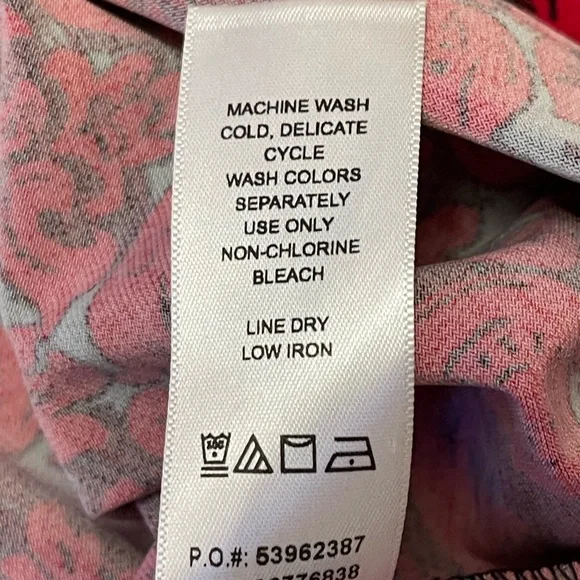 MACHINE WASH
COLD, DELICATE
CYCLE
WASH COLORS
SEPARATELY
USE ONLY
NON-CHLORINE
BLEACH
LINE DRY
LOW IRON
P.O.#: 53962387